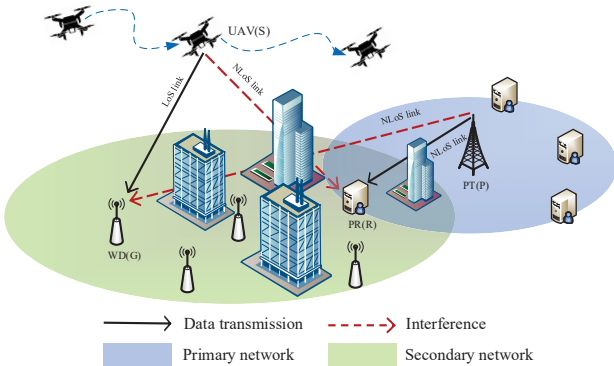 UAV(S)
LoS link
NLoS link
NLoS link
NLoS link
PT(P)
PR(R)
WD(G)
Data transmission
Interference
Primary network
Secondary network